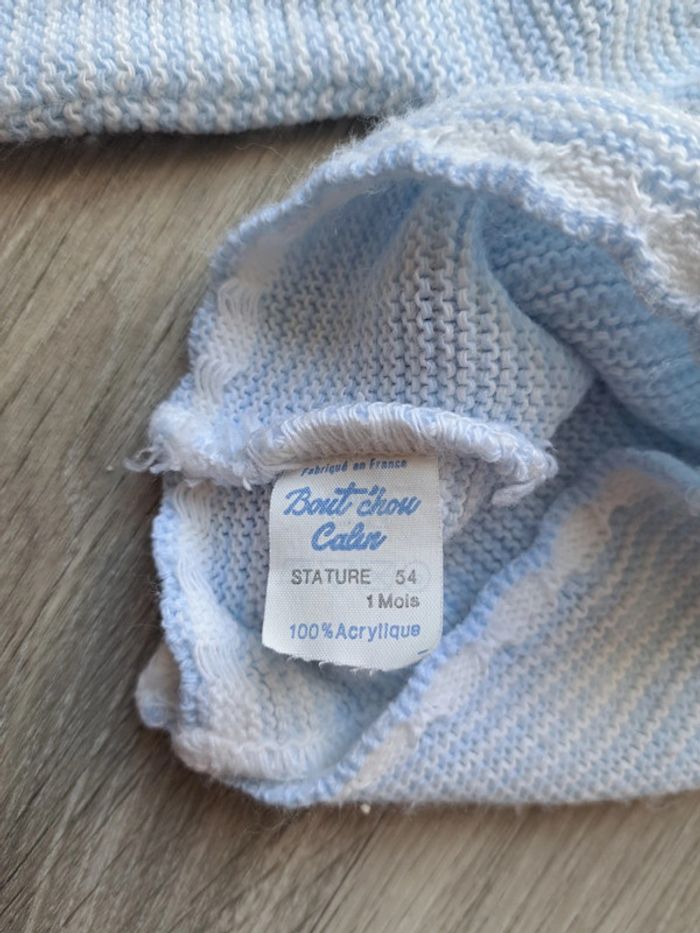 Fabriqué en France
Bout'chou
Calin
STATURE 54
1 Mois
100% Acrylique